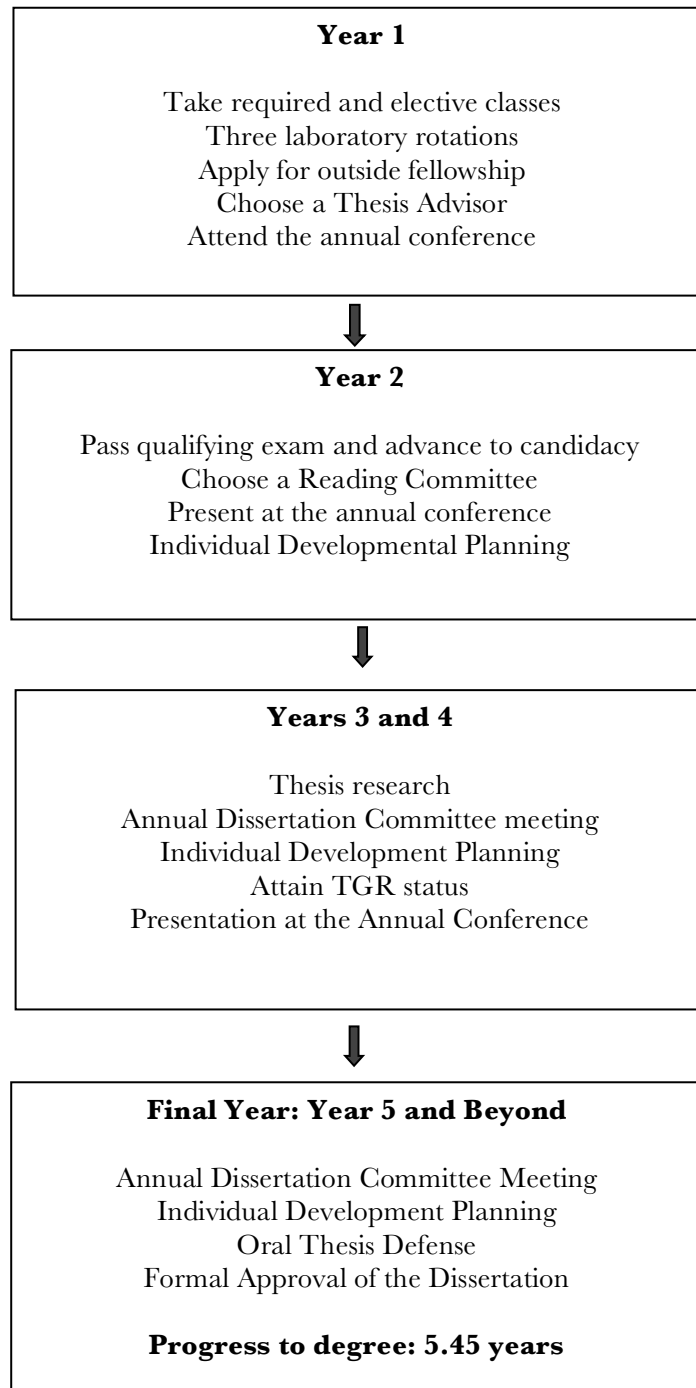 Year 1
Take required and elective classes
Three laboratory rotations
Apply for outside fellowship
Choose a Thesis Advisor
Attend the annual conference
Year 2
Pass qualifying exam and advance to candidacy
Choose a Reading Committee
Present at the annual conference
Individual Developmental Planning
Years 3 and 4
Thesis research
Annual Dissertation Committee meeting
Individual Development Planning
Attain TGR status
Presentation at the Annual Conference
Final Year: Year 5 and Beyond
Annual Dissertation Committee Meeting
Individual Development Planning
Oral Thesis Defense
Formal Approval of the Dissertation
Progress to degree: 5.45 years